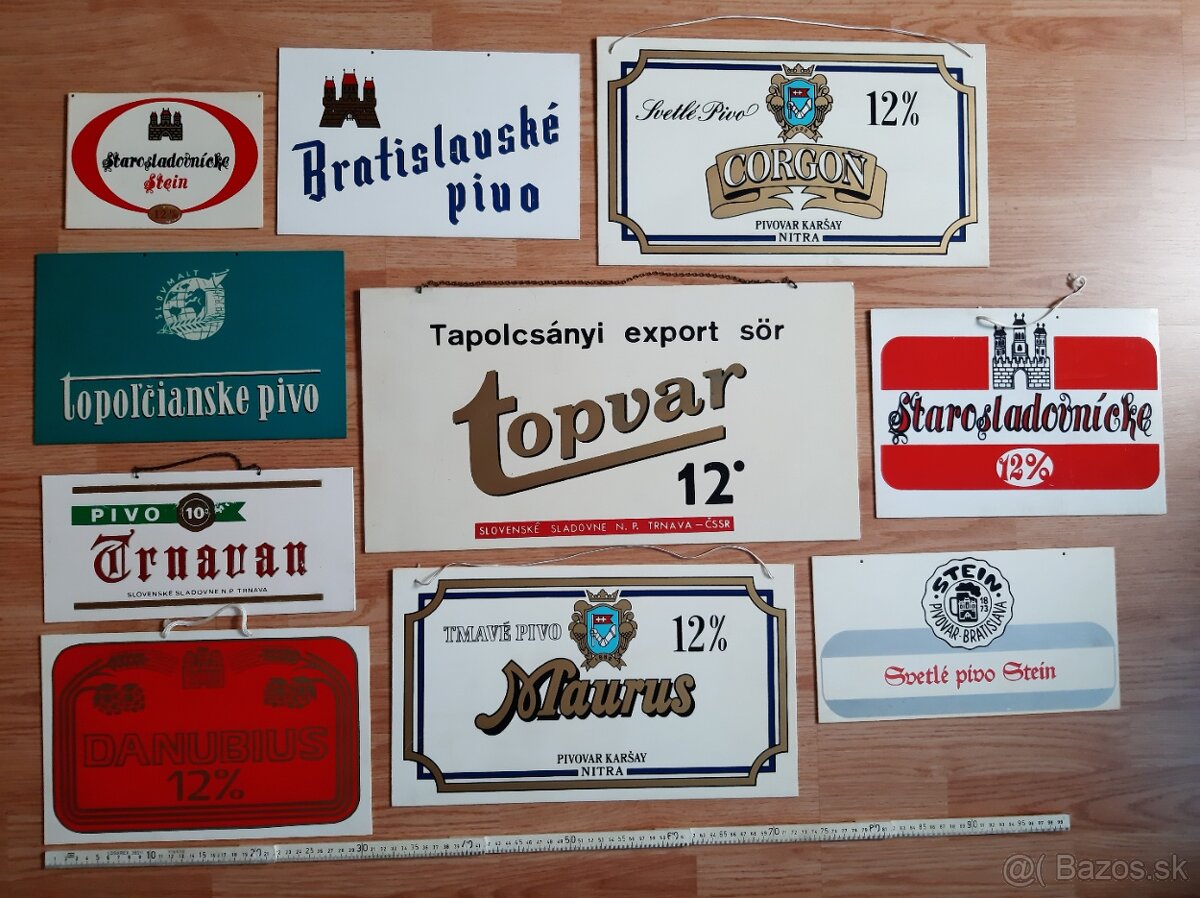 Starosladovnícke
Stein
12%
Bratislavské
pivo
Svetlé Pivo
12%
CORGOŇ
PIVOVAR KARŠAY
NITRA
SLOVMALT
topoľčianske pivo
Tapolcsányi export sör
topvar
12°
SLOVENSKÉ SLADOVNE N. P. TRNAVA – ČSSR
Starosladovnícke
12%
PIVO 10°
Trnavan
SLOVENSKÉ SLADOVNE N.P. TRNAVA
DANUBIUS
12%
TMAVÉ PIVO
12%
Maurus
PIVOVAR KARŠAY
NITRA
STEIN
1873
PIVOVAR-BRATISLAVA
Svetlé pivo Stein
@( Bazos.sk